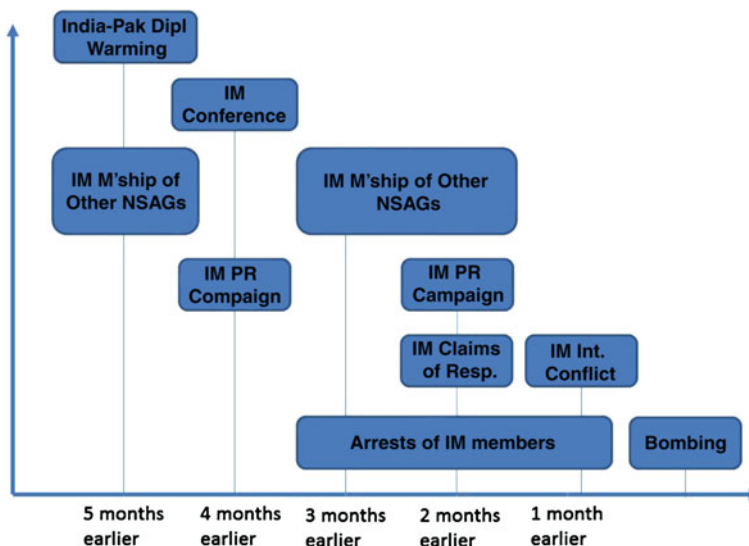 India-Pak Dipl
Warming
IM
Conference
IM M'ship of
Other NSAGs
IM M'ship of Other
NSAGs
IM PR
Compaign
IM PR
Campaign
IM Claims
of Resp.
IM Int.
Conflict
Arrests of IM members
Bombing
5 months
earlier
4 months
earlier
3 months
earlier
2 months
earlier
1 month
earlier